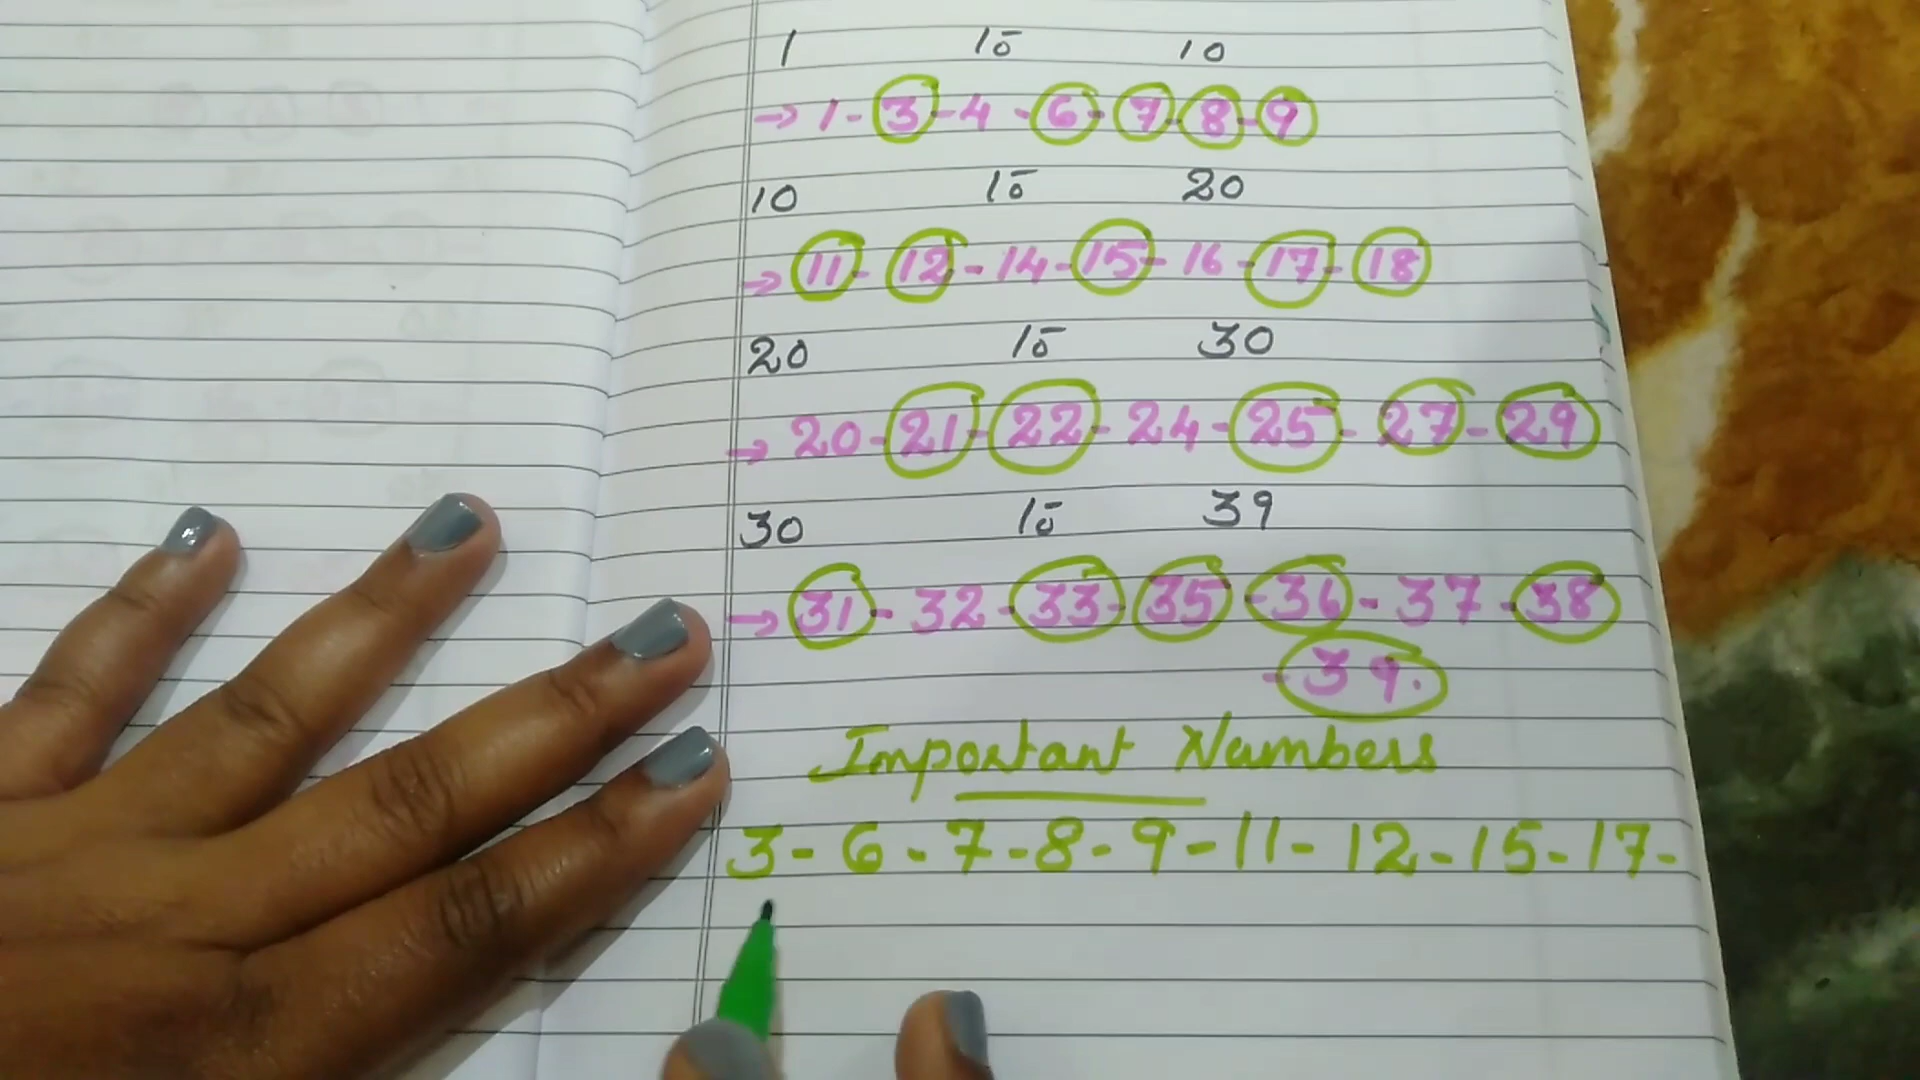 1 15 10
→ 1 - 3 - 4 - 6 - 7 - 8 - 9
10 15 20
→ 11 - 12 - 14 - 15 - 16 - 17 - 18
20 15 30
→ 20 - 21 - 22 - 24 - 25 - 27 - 29
30 15 39
→ 31 - 32 - 33 - 35 - 36 - 37 - 38
- 39.
Important Numbers
3 - 6 - 7 - 8 - 9 - 11 - 12 - 15 - 17 -